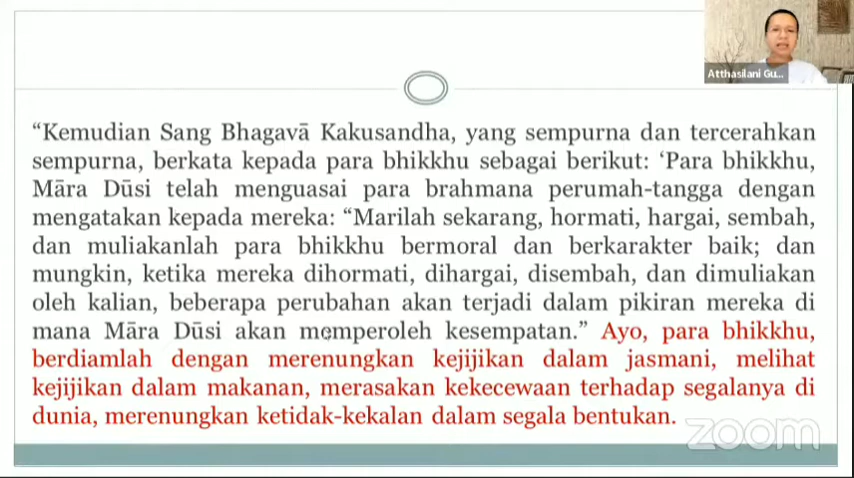 Atthasilani Gu...
“Kemudian Sang Bhagavā Kakusandha, yang sempurna dan tercerahkan
sempurna, berkata kepada para bhikkhu sebagai berikut: ‘Para bhikkhu,
Māra Dūsi telah menguasai para brahmana perumah-tangga dengan
mengatakan kepada mereka: “Marilah sekarang, hormati, hargai, sembah,
dan muliakanlah para bhikkhu bermoral dan berkarakter baik; dan
mungkin, ketika mereka dihormati, dihargai, disembah, dan dimuliakan
oleh kalian, beberapa perubahan akan terjadi dalam pikiran mereka di
mana Māra Dūsi akan memperoleh kesempatan.” Ayo, para bhikkhu,
berdiamlah dengan merenungkan kejijikan dalam jasmani, melihat
kejijikan dalam makanan, merasakan kekecewaan terhadap segalanya di
dunia, merenungkan ketidak-kekalan dalam segala bentukan.
zoom